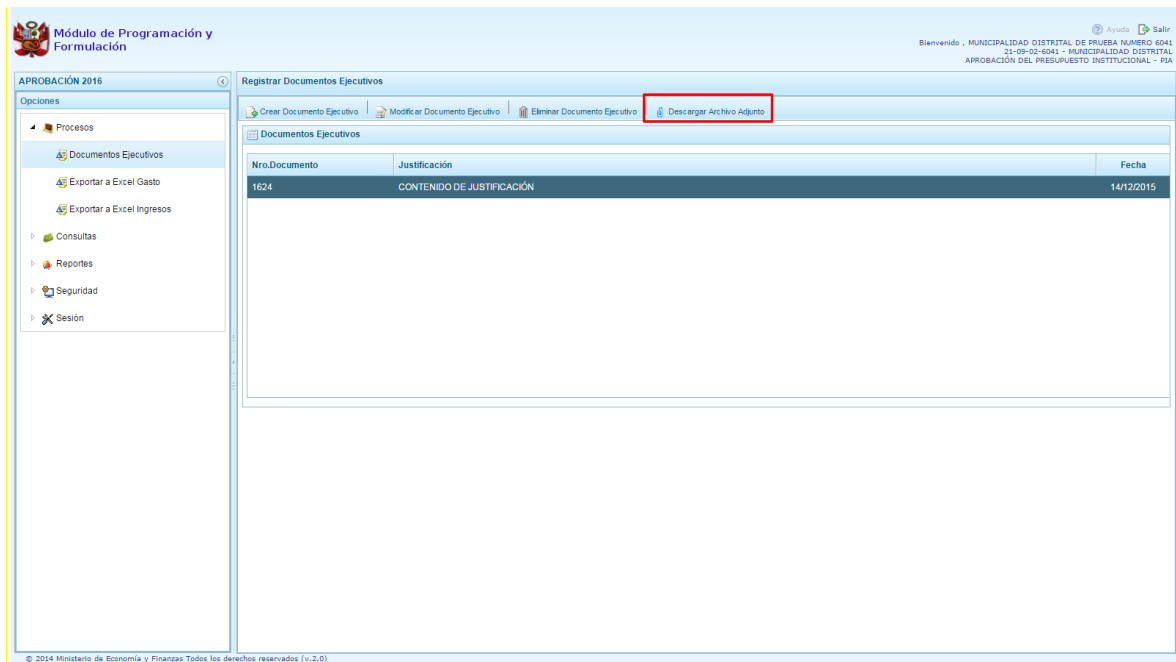 Módulo de Programación y
Formulación
Ayuda Salir
Bienvenido , MUNICIPALIDAD DISTRITAL DE PRUEBA NUMERO 6041
21-09-02-6041 - MUNICIPALIDAD DISTRITAL
APROBACIÓN DEL PRESUPUESTO INSTITUCIONAL - PIA
APROBACIÓN 2016
Opciones
Procesos
Documentos Ejecutivos
Exportar a Excel Gasto
Exportar a Excel Ingresos
Consultas
Reportes
Seguridad
Sesión
Registrar Documentos Ejecutivos
Crear Documento Ejecutivo Modificar Documento Ejecutivo Eliminar Documento Ejecutivo Descargar Archivo Adjunto
Documentos Ejecutivos
Nro.Documento Justificación Fecha
1624 CONTENIDO DE JUSTIFICACIÓN 14/12/2015
© 2014 Ministerio de Economía y Finanzas Todos los derechos reservados (v.2.0)